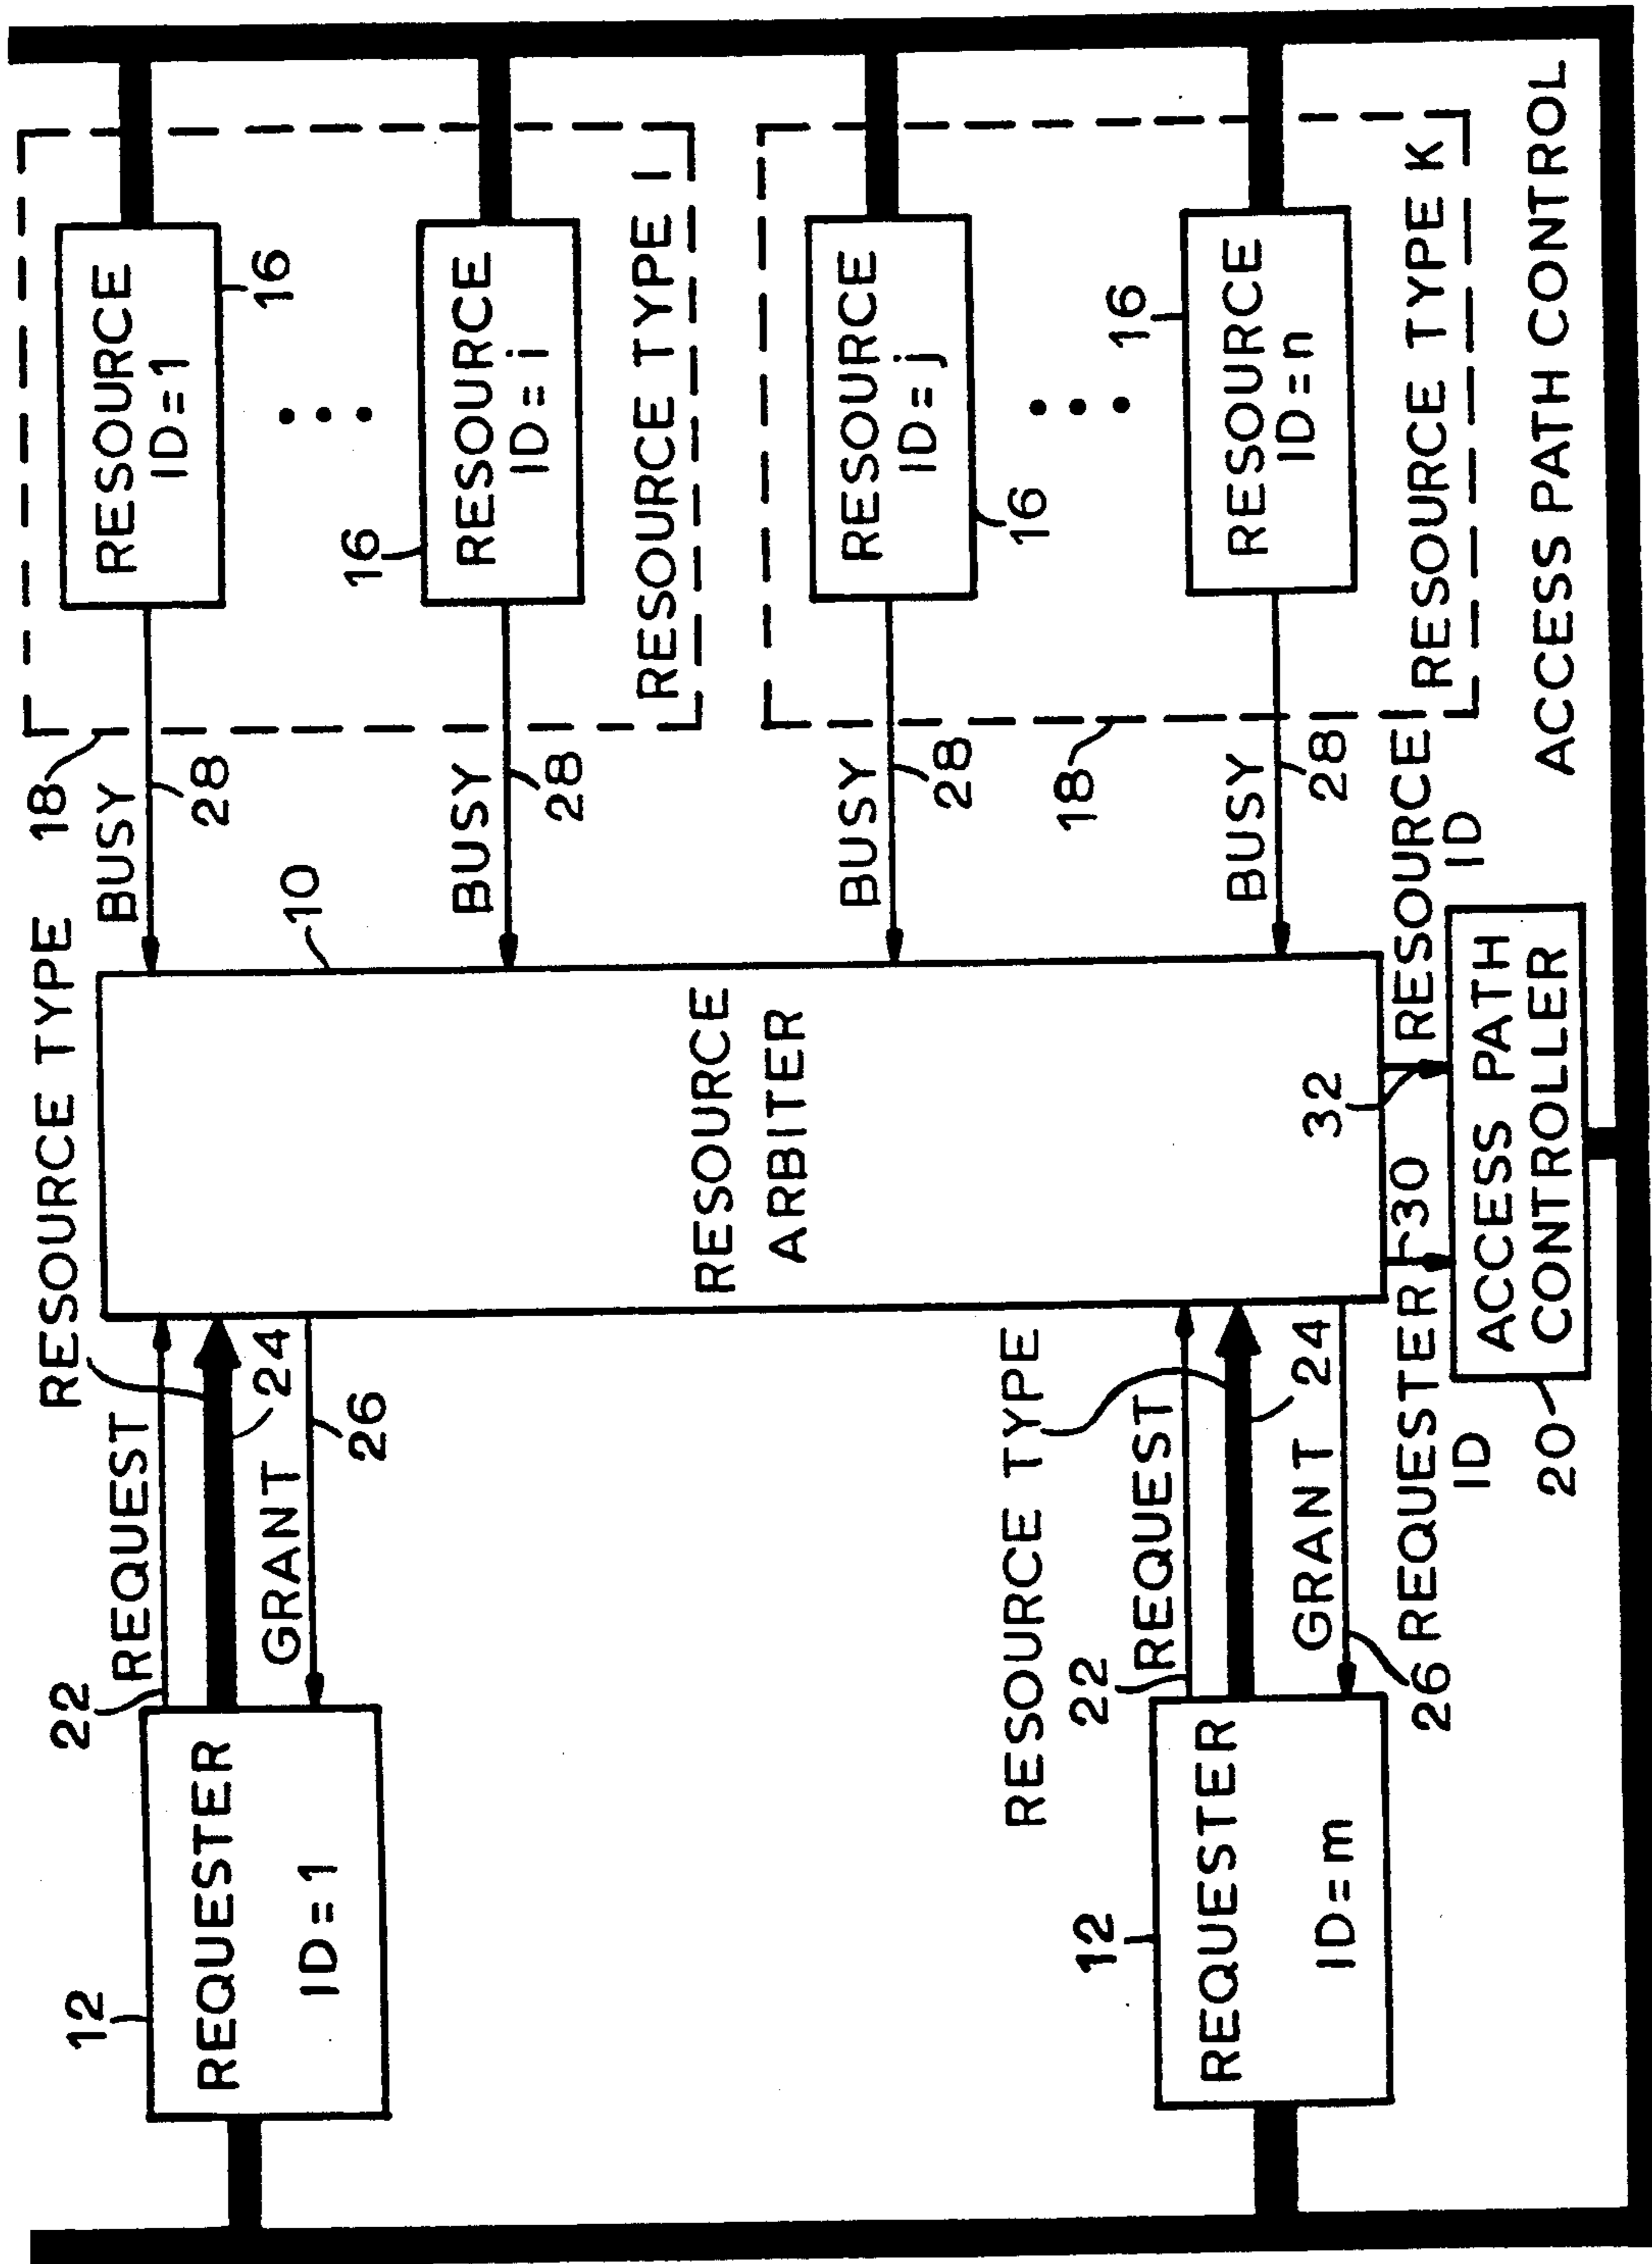 RESOURCE TYPE
18
BUSY
28
12
22
REQUEST
24
GRANT
26
10
REQUESTER
ID = 1
RESOURCE
ID = 1
16
BUSY
28
16
RESOURCE
ID = i
RESOURCE TYPE I
RESOURCE
ARBITER
BUSY
28
RESOURCE
ID = j
16
18
RESOURCE TYPE
12
22
REQUEST
24
GRANT
26
REQUESTER
ID = m
BUSY
28
16
RESOURCE
ID = n
RESOURCE TYPE K
32
30
REQUESTER
ID
RESOURCE
ID
20
ACCESS PATH
CONTROLLER
ACCESS PATH CONTROL